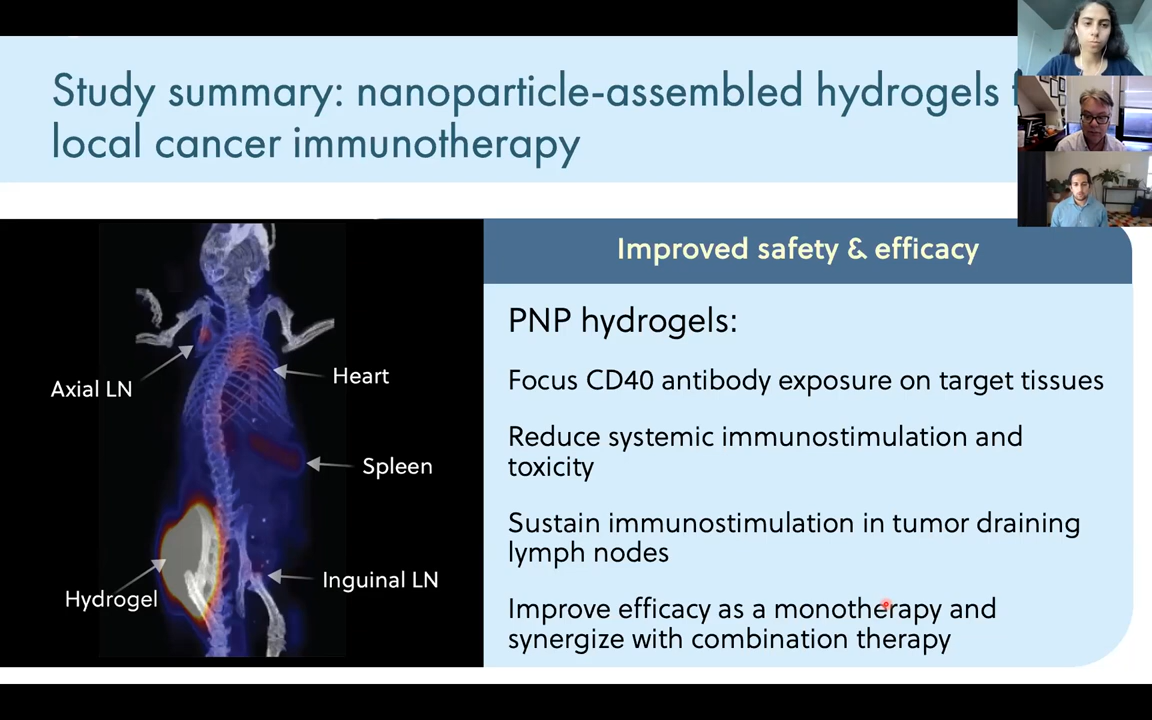 Study summary: nanoparticle-assembled hydrogels
local cancer immunotherapy
Improved safety & efficacy
PNP hydrogels:
Focus CD40 antibody exposure on target tissues
Reduce systemic immunostimulation and
toxicity
Sustain immunostimulation in tumor draining
lymph nodes
Improve efficacy as a monotherapy and
synergize with combination therapy
Axial LN
Heart
Spleen
Hydrogel
Inguinal LN